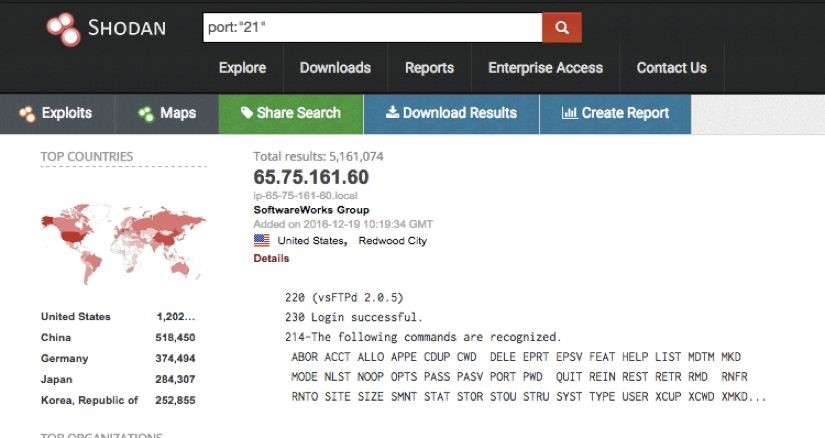 SHODAN
port:"21"
Explore Downloads Reports Enterprise Access Contact Us
Exploits Maps Share Search Download Results Create Report
TOP COUNTRIES
United States 1,202...
China 518,450
Germany 374,494
Japan 284,307
Korea, Republic of 252,855
TOP ORGANIZATIONS
Total results: 5,161,074
65.75.161.60
ip-65-75-161-60.local
SoftwareWorks Group
Added on 2016-12-19 10:19:34 GMT
United States, Redwood City
Details
220 (vsFTPd 2.0.5)
230 Login successful.
214-The following commands are recognized.
ABOR ACCT ALLO APPE CDUP CWD DELE EPRT EPSV FEAT HELP LIST MDTM MKD
MODE NLST NOOP OPTS PASS PASV PORT PWD QUIT REIN REST RETR RMD RNFR
RNTO SITE SIZE SMNT STAT STOR STOU STRU SYST TYPE USER XCUP XCWD XMKD...